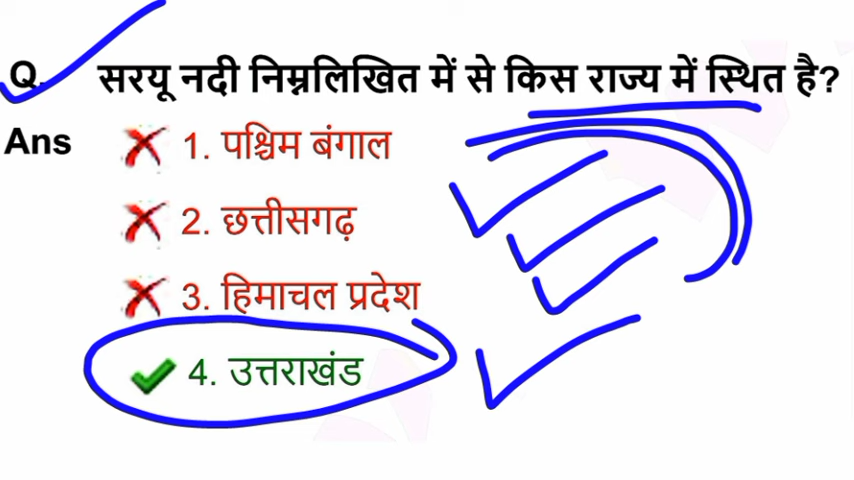 Q. सरयू नदी निम्नलिखित में से किस राज्य में स्थित है?
Ans 1. पश्चिम बंगाल
2. छत्तीसगढ़
3. हिमाचल प्रदेश
4. उत्तराखंड